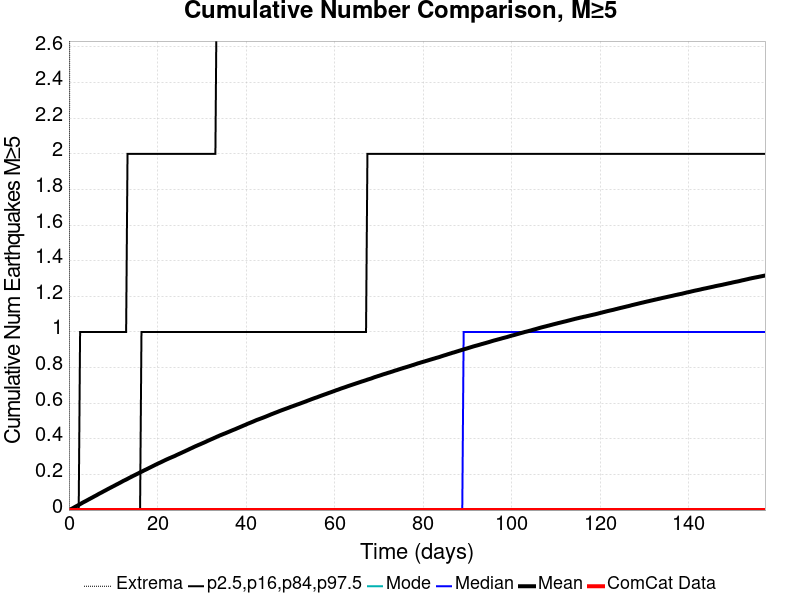 Cumulative Number Comparison, M≥5
Cumulative Num Earthquakes M≥5
2.6
2.4
2.2
2
1.8
1.6
1.4
1.2
1
0.8
0.6
0.4
0.2
0
0 20 40 60 80 100 120 140
Time (days)
Extrema p2.5,p16,p84,p97.5 Mode Median Mean ComCat Data